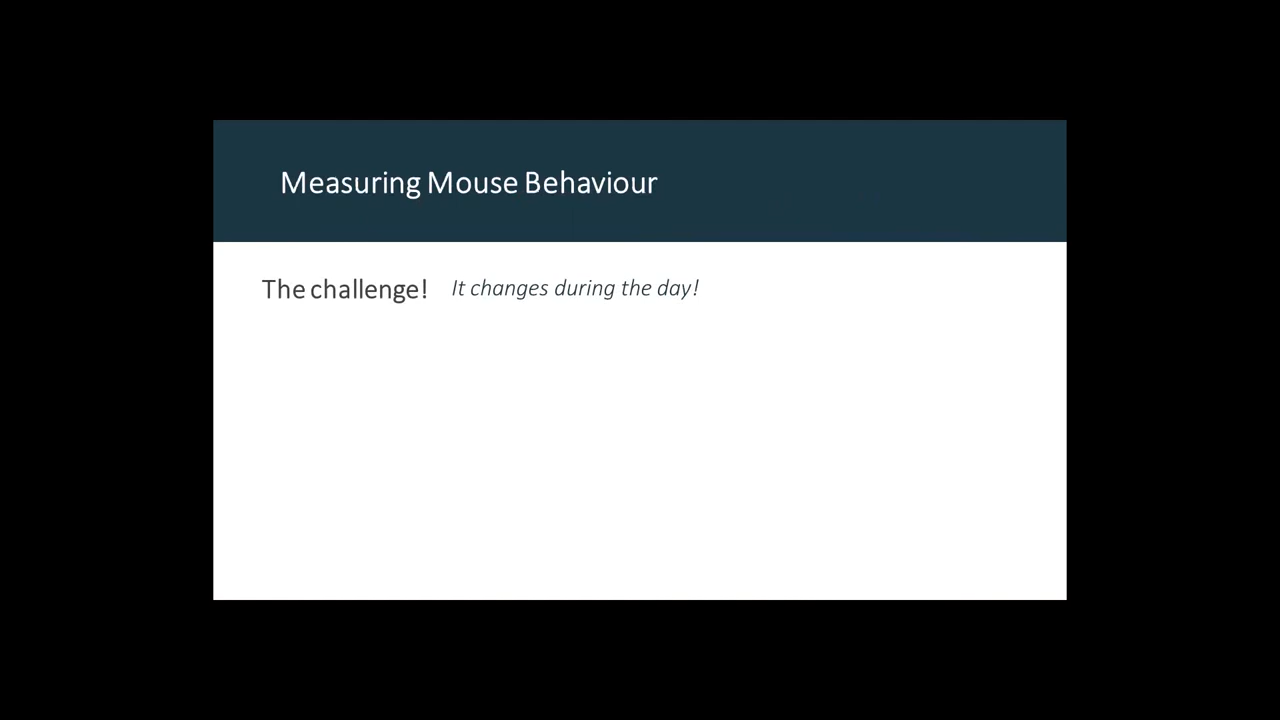 Measuring Mouse Behaviour
The challenge! It changes during the day!